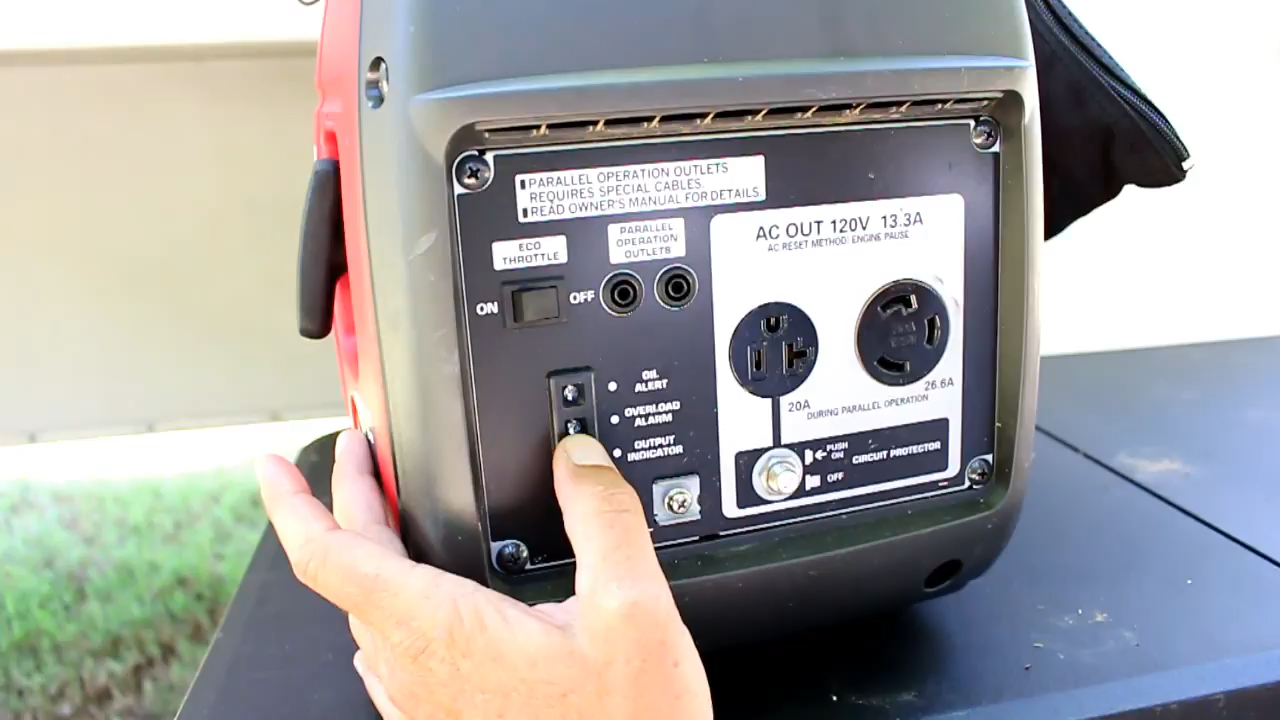 PARALLEL OPERATION OUTLETS
REQUIRES SPECIAL CABLES.
READ OWNER'S MANUAL FOR DETAILS.
ECO
THROTTLE
PARALLEL
OPERATION
OUTLETS
ON
OFF
AC OUT 120V 13.3A
AC RESET METHOD: ENGINE PAUSE
OIL
ALERT
OVERLOAD
ALARM
OUTPUT
INDICATOR
20A
26.6A
DURING PARALLEL OPERATION
PUSH
ON
OFF
CIRCUIT PROTECTOR